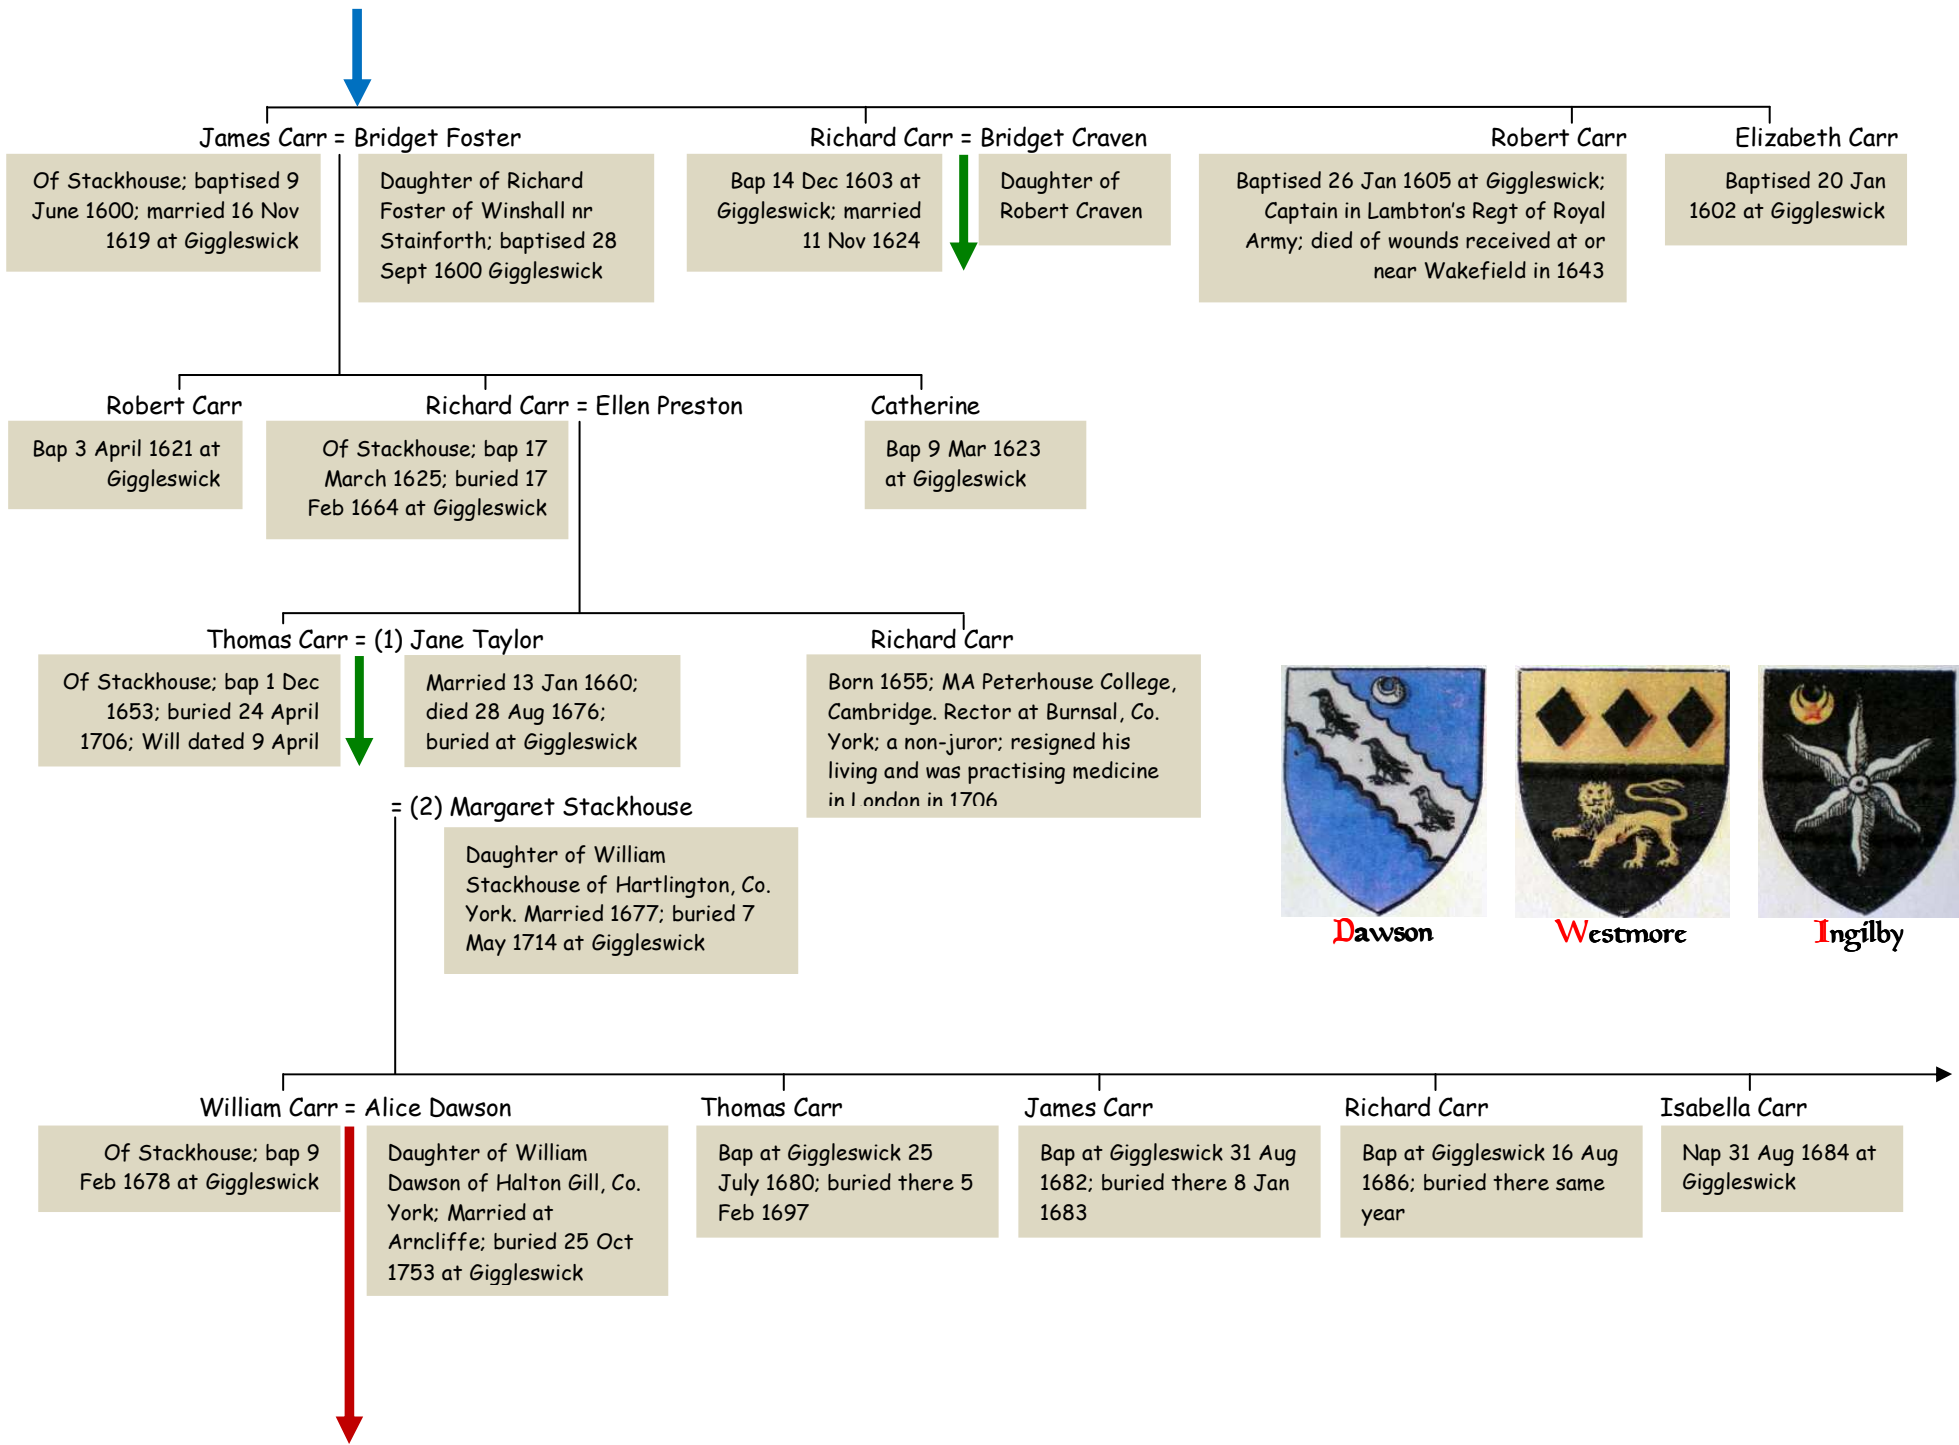 James Carr = Bridget Foster
Of Stackhouse; baptised 9
June 1600; married 16 Nov
1619 at Giggleswick
Daughter of Richard
Foster of Winshall nr
Stainforth; baptised 28
Sept 1600 Giggleswick
Richard Carr = Bridget Craven
Bap 14 Dec 1603 at
Giggleswick; married
11 Nov 1624
Daughter of
Robert Craven
Robert Carr
Baptised 26 Jan 1605 at Giggleswick;
Captain in Lambton's Regt of Royal
Army; died of wounds received at or
near Wakefield in 1643
Elizabeth Carr
Baptised 20 Jan
1602 at Giggleswick
Robert Carr
Bap 3 April 1621 at
Giggleswick
Richard Carr = Ellen Preston
Of Stackhouse; bap 17
March 1625; buried 17
Feb 1664 at Giggleswick
Catherine
Bap 9 Mar 1623
at Giggleswick
Thomas Carr = (1) Jane Taylor
Of Stackhouse; bap 1 Dec
1653; buried 24 April
1706; Will dated 9 April
Married 13 Jan 1660;
died 28 Aug 1676;
buried at Giggleswick
= (2) Margaret Stackhouse
Daughter of William
Stackhouse of Hartlington, Co.
York. Married 1677; buried 7
May 1714 at Giggleswick
Richard Carr
Born 1655; MA Peterhouse College,
Cambridge. Rector at Burnsal, Co.
York; a non-juror; resigned his
living and was practising medicine
in London in 1706
Dawson
Westmore
Ingilby
William Carr = Alice Dawson
Of Stackhouse; bap 9
Feb 1678 at Giggleswick
Daughter of William
Dawson of Halton Gill, Co.
York; Married at
Arncliffe; buried 25 Oct
1753 at Giggleswick
Thomas Carr
Bap at Giggleswick 25
July 1680; buried there 5
Feb 1697
James Carr
Bap at Giggleswick 31 Aug
1682; buried there 8 Jan
1683
Richard Carr
Bap at Giggleswick 16 Aug
1686; buried there same
year
Isabella Carr
Nap 31 Aug 1684 at
Giggleswick